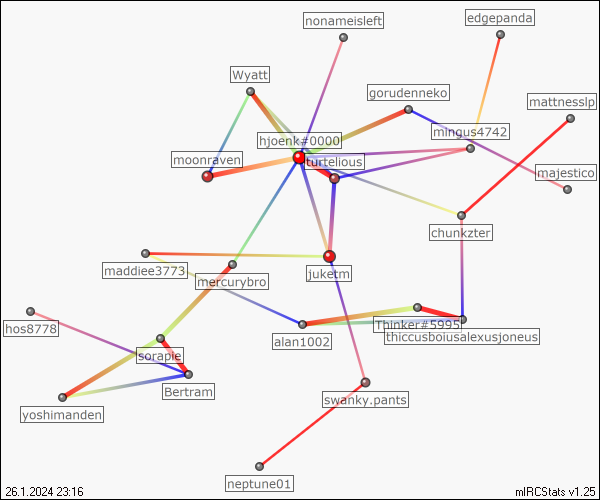 nonameisleft
edgepanda
Wyatt
gorudenneko
mattnesslp
mingus4742
hjoenk#0000
moonraven
turtelious
majestico
chunkzter
maddiee3773
mercurybro
juketm
hos8778
Thinker#5995
alan1002
thiccusboiusalexusjoneus
sorapie
Bertram
yoshimanden
swanky.pants
neptune01
26.1.2024 23:16
mIRCStats v1.25